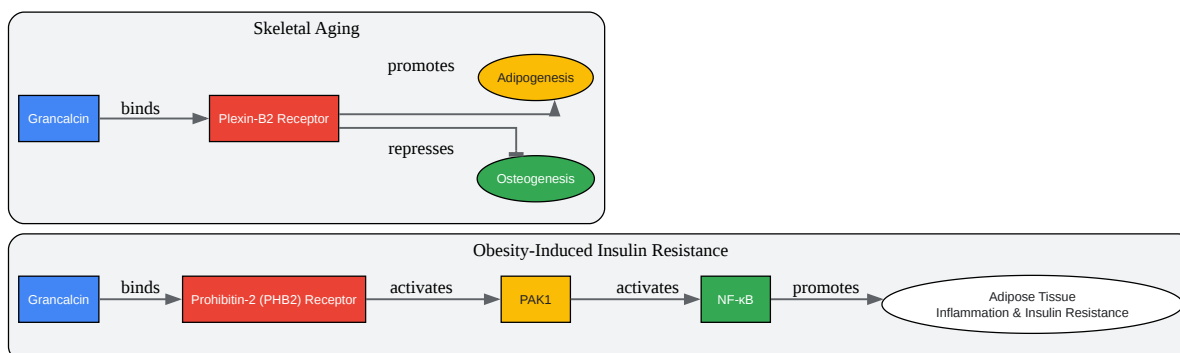 Skeletal Aging
promotes
Adipogenesis
Grancalcin
binds
Plexin-B2 Receptor
represses
Osteogenesis
Obesity-Induced Insulin Resistance
Grancalcin
binds
Prohibitin-2 (PHB2) Receptor
activates
PAK1
activates
NF-κB
promotes
Adipose Tissue
Inflammation & Insulin Resistance